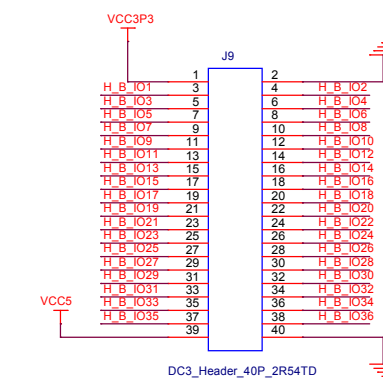 VCC3P3
J9
1 2
H_B_IO1 3 4 H_B_IO2
H_B_IO3 5 6 H_B_IO4
H_B_IO5 7 8 H_B_IO6
H_B_IO7 9 10 H_B_IO8
H_B_IO9 11 12 H_B_IO10
H_B_IO11 13 14 H_B_IO12
H_B_IO13 15 16 H_B_IO14
H_B_IO15 17 18 H_B_IO16
H_B_IO17 19 20 H_B_IO18
H_B_IO19 21 22 H_B_IO20
H_B_IO21 23 24 H_B_IO22
H_B_IO23 25 26 H_B_IO24
H_B_IO25 27 28 H_B_IO26
H_B_IO27 29 30 H_B_IO28
H_B_IO29 31 32 H_B_IO30
H_B_IO31 33 34 H_B_IO32
VCC5
H_B_IO33 35 36 H_B_IO34
H_B_IO35 37 38 H_B_IO36
39 40
DC3_Header_40P_2R54TD